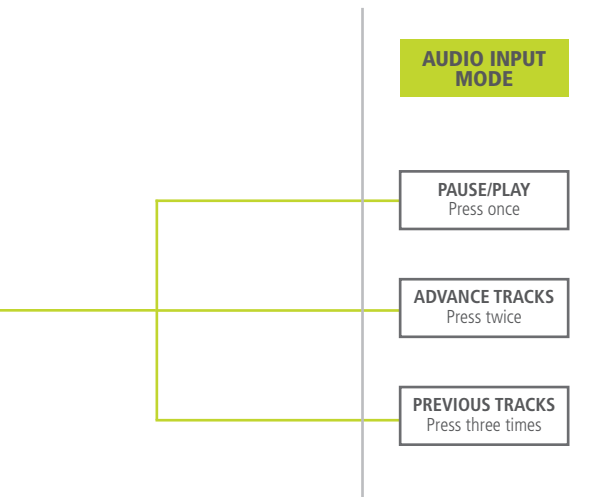 AUDIO INPUT
MODE
PAUSE/PLAY
Press once
ADVANCE TRACKS
Press twice
PREVIOUS TRACKS
Press three times